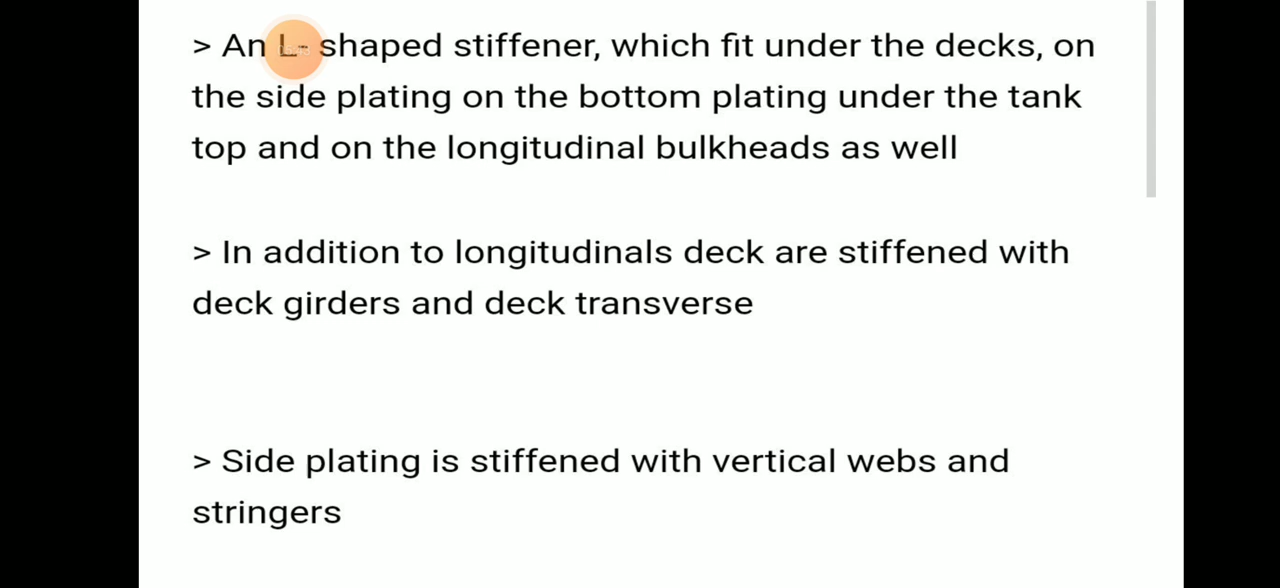 > An L- shaped stiffener, which fit under the decks, on
the side plating on the bottom plating under the tank
top and on the longitudinal bulkheads as well
> In addition to longitudinals deck are stiffened with
deck girders and deck transverse
> Side plating is stiffened with vertical webs and
stringers